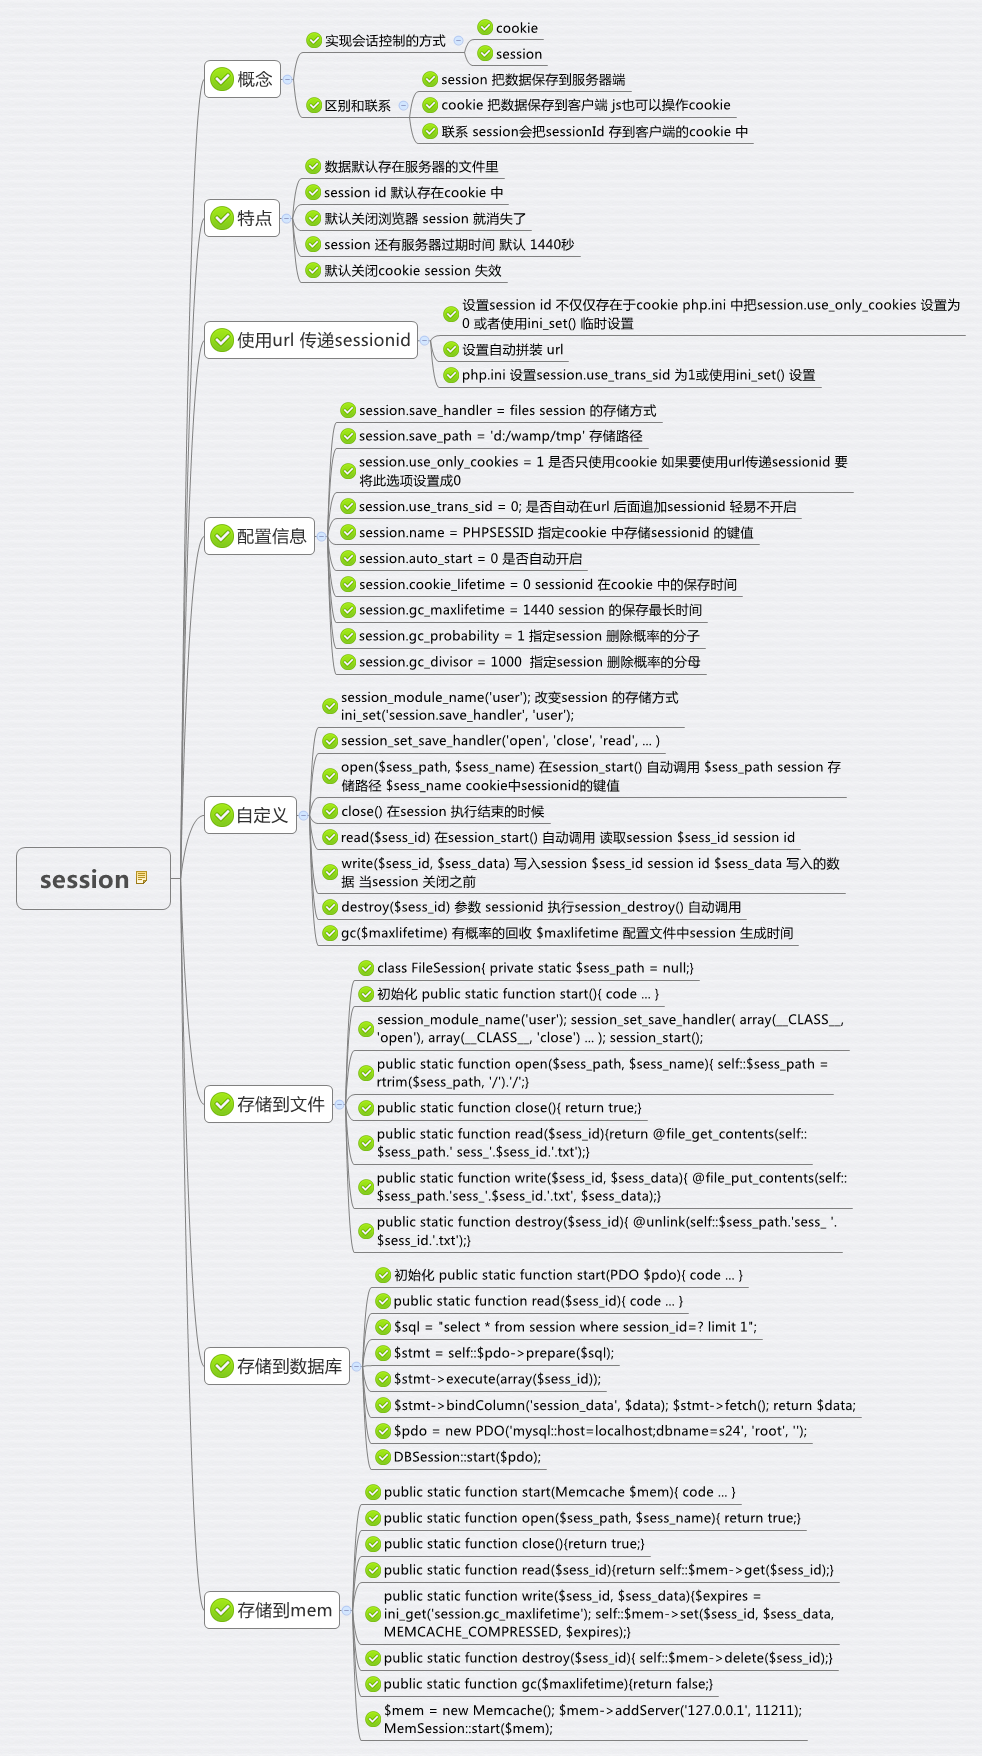 session
概念
实现会话控制的方式
cookie
session
区别和联系
session 把数据保存到服务器端
cookie 把数据保存到客户端 js也可以操作cookie
联系 session会把sessionId 存到客户端的cookie 中
特点
数据默认存在服务器的文件里
session id 默认存在cookie 中
默认关闭浏览器 session 就消失了
session 还有服务器过期时间 默认 1440秒
默认关闭cookie session 失效
使用url 传递sessionid
设置session id 不仅仅存在于cookie php.ini 中把session.use_only_cookies 设置为
0 或者使用ini_set() 临时设置
设置自动拼装 url
php.ini 设置session.use_trans_sid 为1或使用ini_set() 设置
配置信息
session.save_handler = files session 的存储方式
session.save_path = 'd:/wamp/tmp' 存储路径
session.use_only_cookies = 1 是否只使用cookie 如果要使用url传递sessionid 要
将此选项设置成0
session.use_trans_sid = 0; 是否自动在url 后面追加sessionid 轻易不开启
session.name = PHPSESSID 指定cookie 中存储sessionid 的键值
session.auto_start = 0 是否自动开启
session.cookie_lifetime = 0 sessionid 在cookie 中的保存时间
session.gc_maxlifetime = 1440 session 的保存最长时间
session.gc_probability = 1 指定session 删除概率的分子
session.gc_divisor = 1000  指定session 删除概率的分母
自定义
session_module_name('user'); 改变session 的存储方式
ini_set('session.save_handler', 'user');
session_set_save_handler('open', 'close', 'read', ... )
open($sess_path, $sess_name) 在session_start() 自动调用 $sess_path session 存
储路径 $sess_name cookie中sessionid的键值
close() 在session 执行结束的时候
read($sess_id) 在session_start() 自动调用 读取session $sess_id session id
write($sess_id, $sess_data) 写入session $sess_id session id $sess_data 写入的数
据 当session 关闭之前
destroy($sess_id) 参数 sessionid 执行session_destroy() 自动调用
gc($maxlifetime) 有概率的回收 $maxlifetime 配置文件中session 生成时间
存储到文件
class FileSession{ private static $sess_path = null;}
初始化 public static function start(){ code ... }
session_module_name('user'); session_set_save_handler( array(__CLASS__,
'open'), array(__CLASS__, 'close') ... ); session_start();
public static function open($sess_path, $sess_name){ self::$sess_path =
rtrim($sess_path, '/').'/';}
public static function close(){ return true;}
public static function read($sess_id){return @file_get_contents(self::
$sess_path.' sess_'.$sess_id.'.txt');}
public static function write($sess_id, $sess_data){ @file_put_contents(self::
$sess_path.'sess_'.$sess_id.'.txt', $sess_data);}
public static function destroy($sess_id){ @unlink(self::$sess_path.'sess_ '.
$sess_id.'.txt');}
存储到数据库
初始化 public static function start(PDO $pdo){ code ... }
public static function read($sess_id){ code ... }
$sql = "select * from session where session_id=? limit 1";
$stmt = self::$pdo->prepare($sql);
$stmt->execute(array($sess_id));
$stmt->bindColumn('session_data', $data); $stmt->fetch(); return $data;
$pdo = new PDO('mysql::host=localhost;dbname=s24', 'root', '');
DBSession::start($pdo);
存储到mem
public static function start(Memcache $mem){ code ... }
public static function open($sess_path, $sess_name){ return true;}
public static function close(){return true;}
public static function read($sess_id){return self::$mem->get($sess_id);}
public static function write($sess_id, $sess_data){$expires =
ini_get('session.gc_maxlifetime'); self::$mem->set($sess_id, $sess_data,
MEMCACHE_COMPRESSED, $expires);}
public static function destroy($sess_id){ self::$mem->delete($sess_id);}
public static function gc($maxlifetime){return false;}
$mem = new Memcache(); $mem->addServer('127.0.0.1', 11211);
MemSession::start($mem);